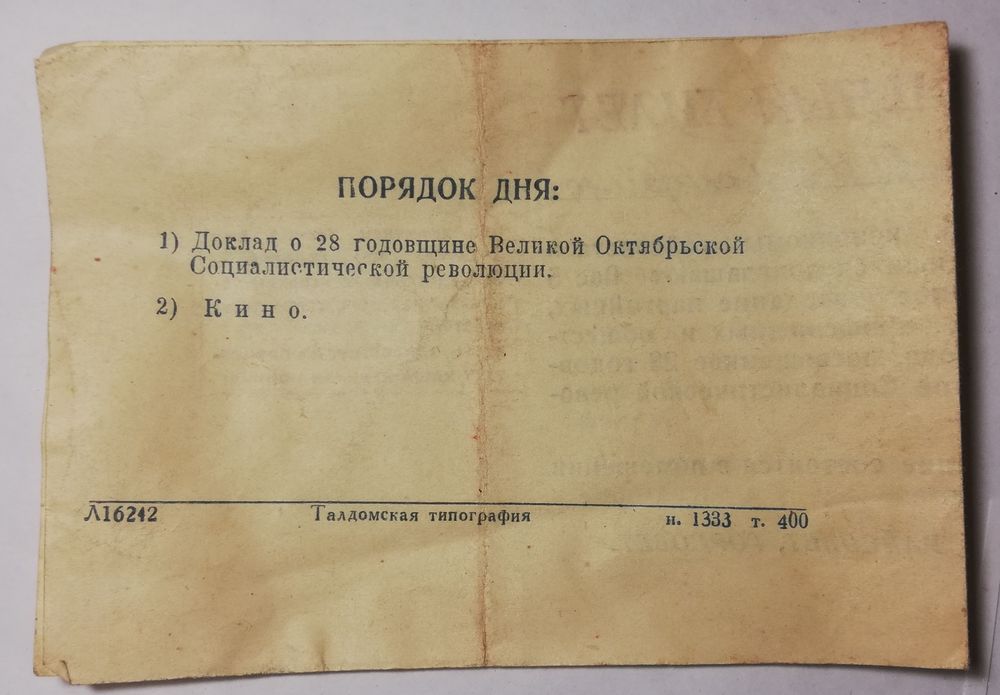 ПОРЯДОК ДНЯ:
1) Доклад о 28 годовщине Великой Октябрьской
Социалистической революции.
2) Кино.
Л16242 Талдомская типография н. 1333 т. 400